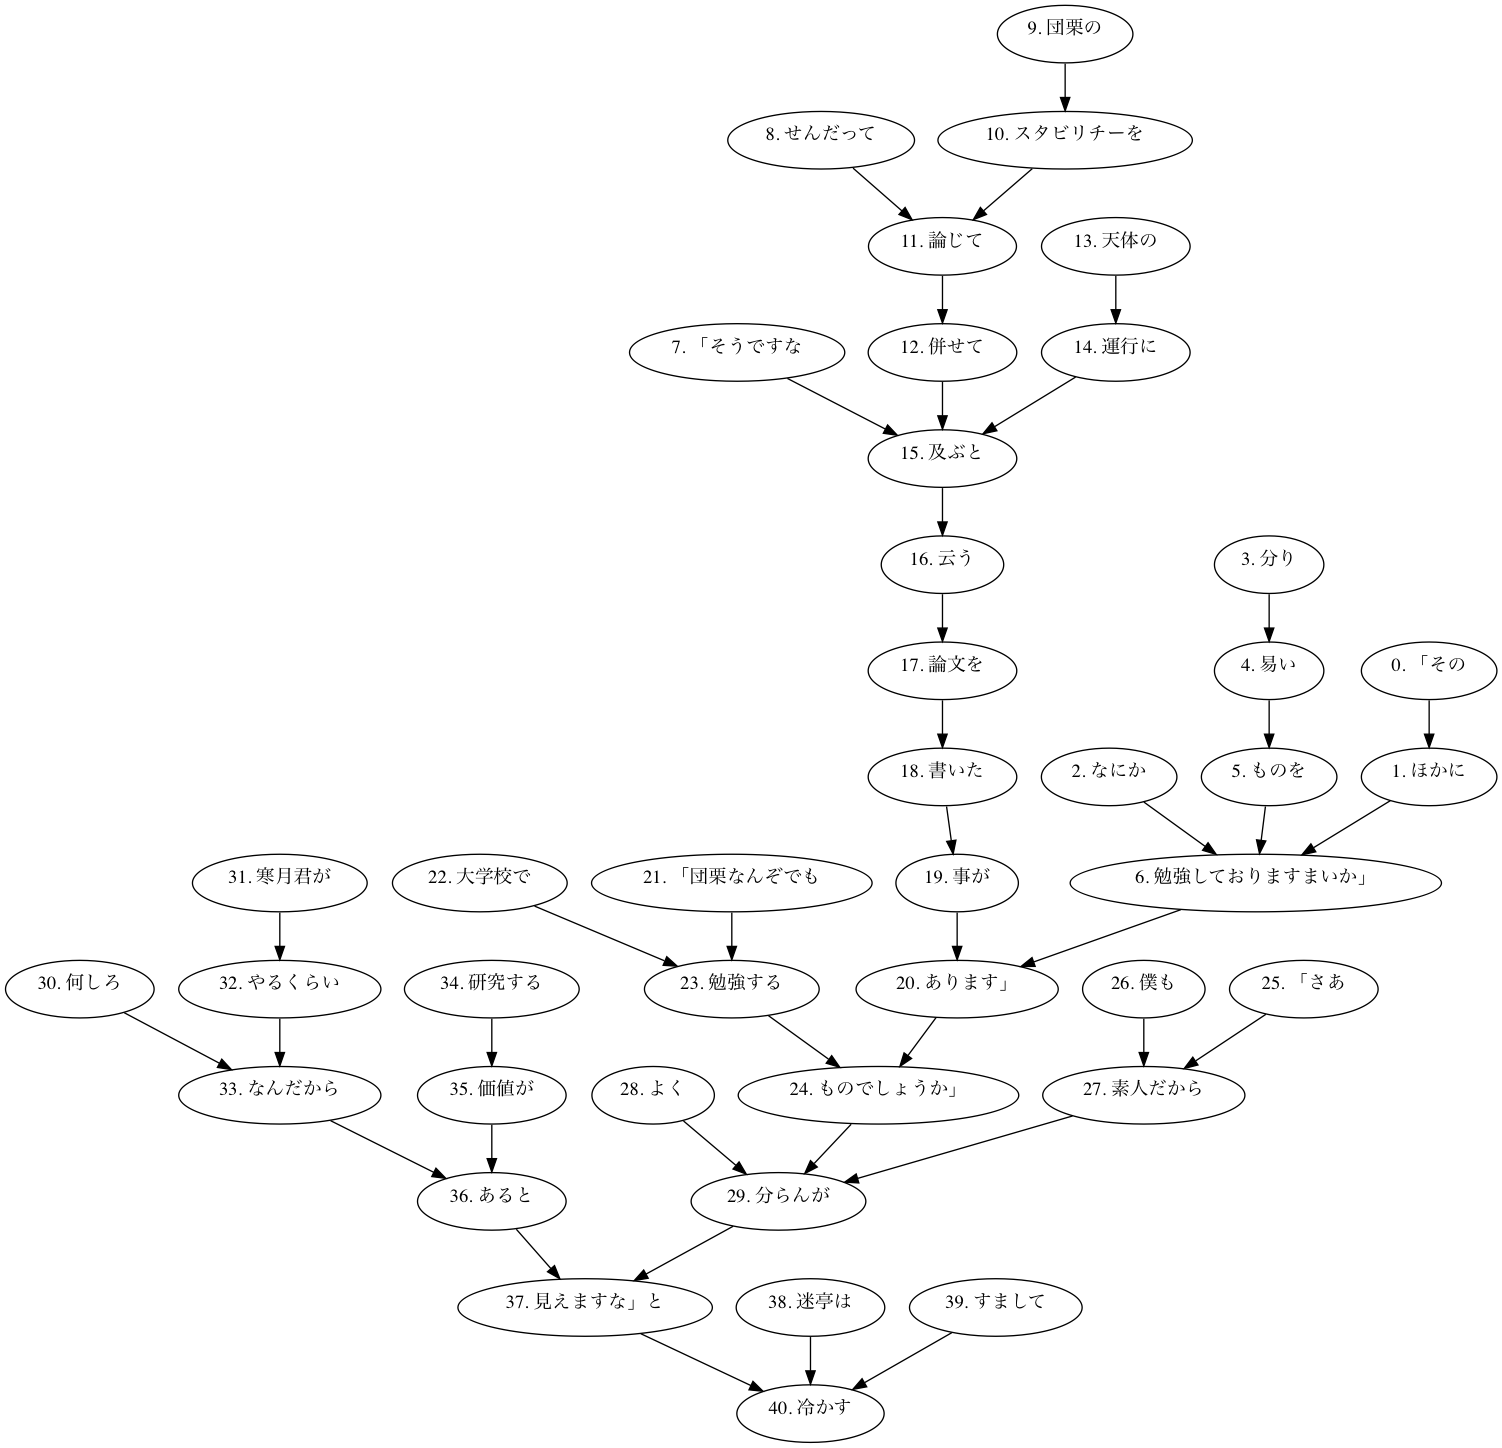 9. 団栗の
8. せんだって
10. スタビリチーを
11. 論じて
13. 天体の
7. 「そうですな
12. 併せて
14. 運行に
15. 及ぶと
16. 云う
3. 分り
17. 論文を
4. 易い
0. 「その
18. 書いた
2. なにか
5. ものを
1. ほかに
31. 寒月君が
22. 大学校で
21. 「団栗なんぞでも
19. 事が
6. 勉強しておりますまいか」
30. 何しろ
32. やるくらい
34. 研究する
23. 勉強する
20. あります」
26. 僕も
25. 「さあ
33. なんだから
35. 価値が
28. よく
24. ものでしょうか」
27. 素人だから
36. あると
29. 分らんが
37. 見えますな」と
38. 迷亭は
39. すまして
40. 冷かす